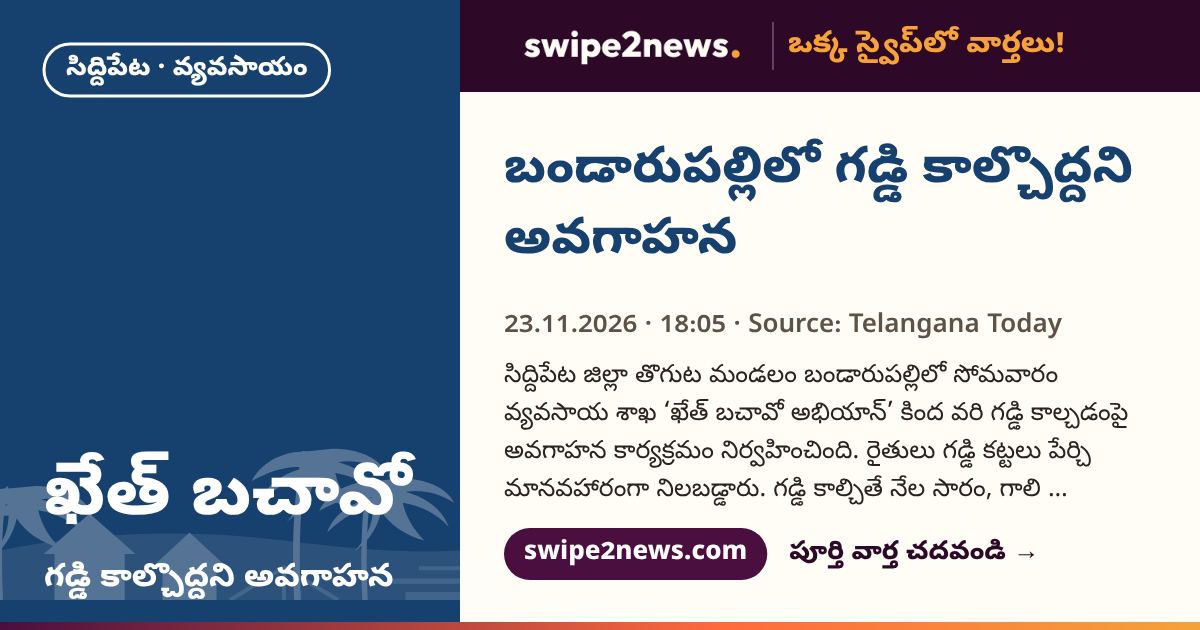 సిద్దిపేట · వ్యవసాయం
ఖేత్ బచావో
గడ్డి కాల్చొద్దని అవగాహన
swipe2news.
ఒక్క స్వైప్‌లో వార్తలు!
బండారుపల్లిలో గడ్డి కాల్చొద్దని
అవగాహన
23.11.2026 · 18:05 · Source: Telangana Today
సిద్దిపేట జిల్లా తొగుట మండలం బండారుపల్లిలో సోమవారం
వ్యవసాయ శాఖ ‘ఖేత్ బచావో అభియాన్’ కింద వరి గడ్డి కాల్చడంపై
అవగాహన కార్యక్రమం నిర్వహించింది. రైతులు గడ్డి కట్టలు పేర్చి
మానవహారంగా నిలబడ్డారు. గడ్డి కాల్చితే నేల సారం, గాలి ...
swipe2news.com
పూర్తి వార్త చదవండి →